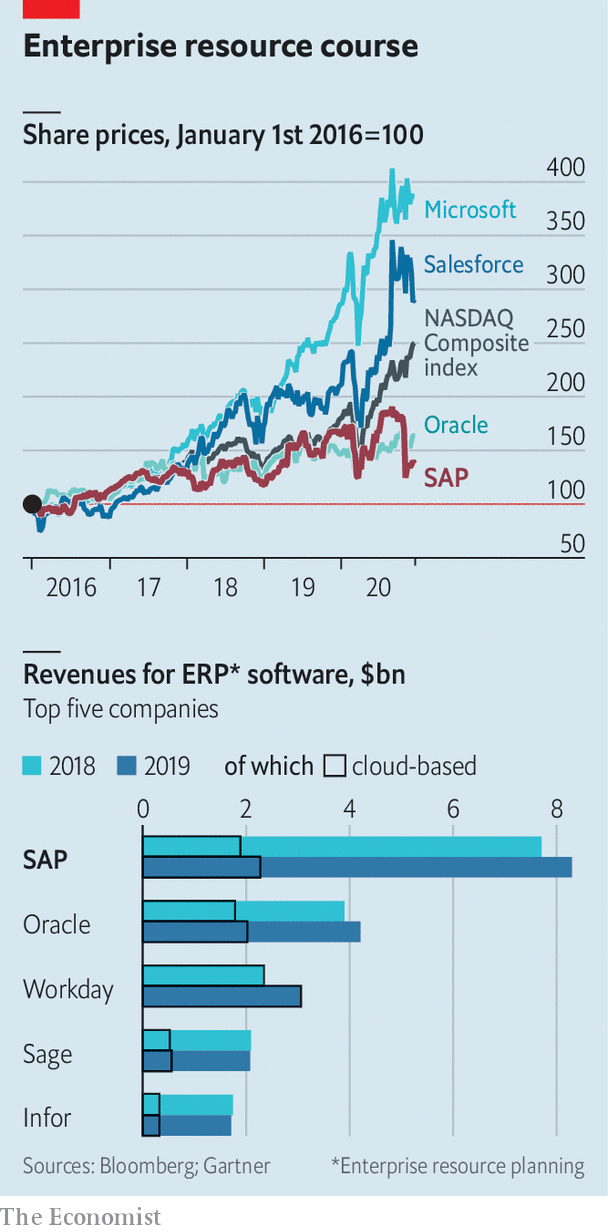 Enterprise resource course
Share prices, January 1st 2016=100
400
Microsoft
350
Salesforce
300
NASDAQ
Composite
index
250
200
Oracle
150
SAP
100
50
2016 17 18 19 20
Revenues for ERP* software, $bn
Top five companies
2018 2019 of which cloud-based
0 2 4 6 8
SAP
Oracle
Workday
Sage
Infor
Sources: Bloomberg; Gartner *Enterprise resource planning
The Economist